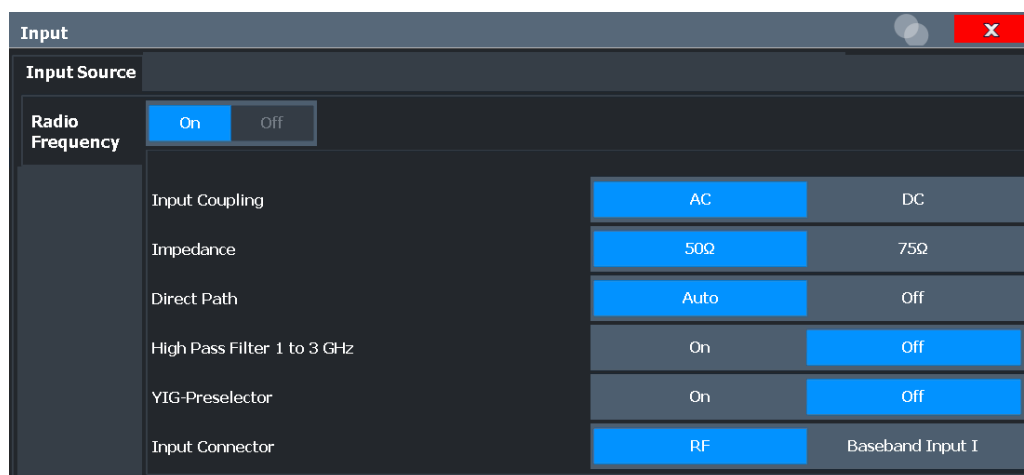 Input
X
Input Source
Radio
Frequency
On Off
Input Coupling AC DC
Impedance 50Ω 75Ω
Direct Path Auto Off
High Pass Filter 1 to 3 GHz On Off
YIG-Preselector On Off
Input Connector RF Baseband Input I